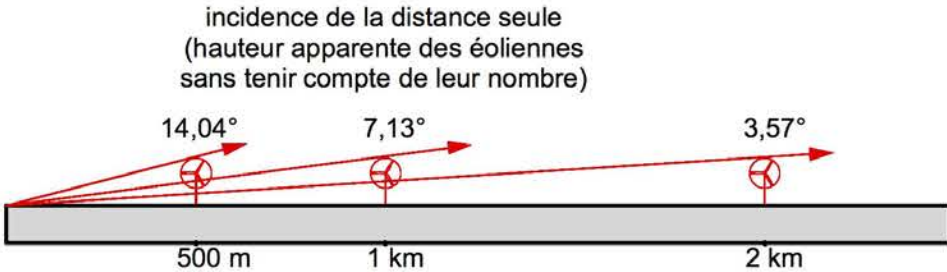 incidence de la distance seule
(hauteur apparente des éoliennes
sans tenir compte de leur nombre)
14,04° 7,13° 3,57°
500 m 1 km 2 km